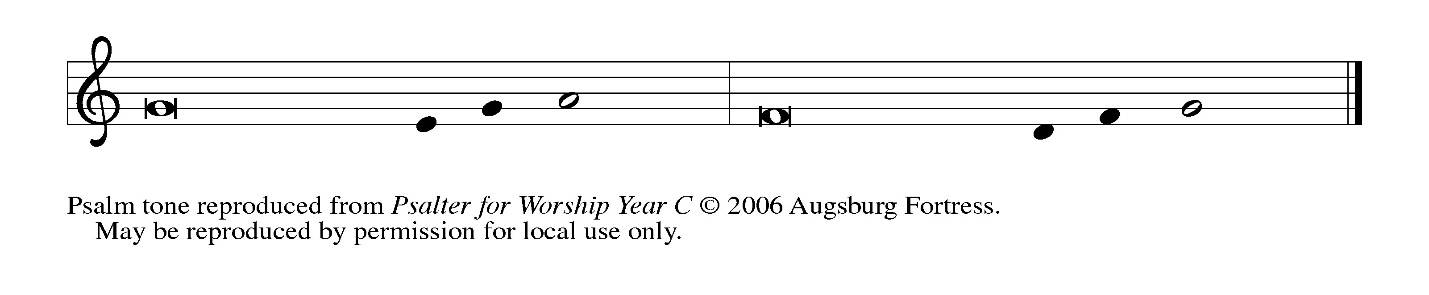 Psalm tone reproduced from Psalter for Worship Year C © 2006 Augsburg Fortress.
May be reproduced by permission for local use only.